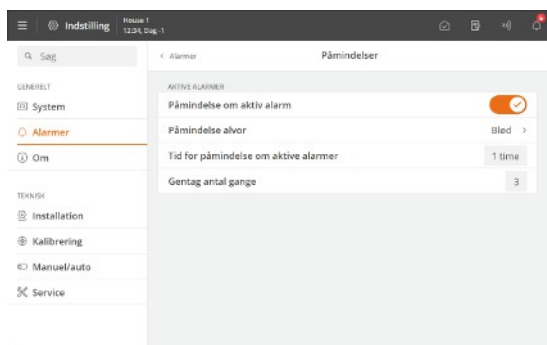 Indstilling
House 1
12:34, Dag -1
Søg
Alarmer
Påmindelser
GENERELT
System
Alarmer
Om
TEKNISK
Installation
Kalibrering
Manuel/auto
Service
AKTIVE ALARMER
Påmindelse om aktiv alarm
Påmindelse alvor
Blød
Tid for påmindelse om aktive alarmer
1 time
Gentag antal gange
3